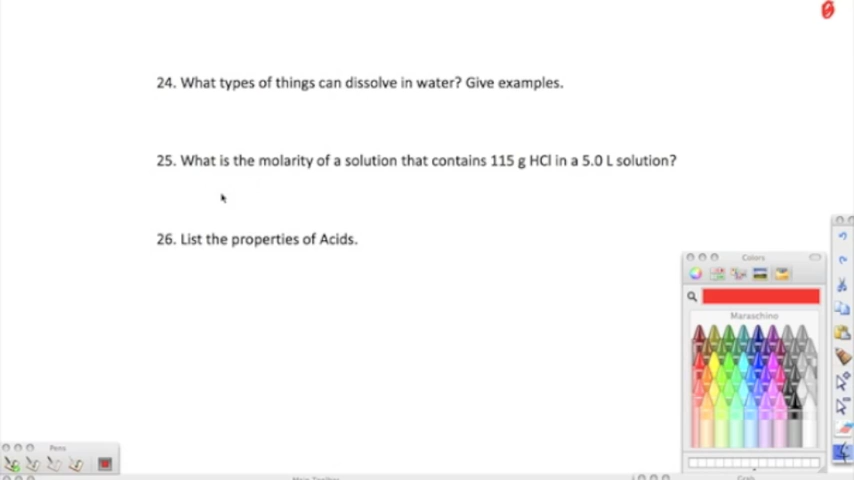 24. What types of things can dissolve in water? Give examples.
25. What is the molarity of a solution that contains 115 g HCl in a 5.0 L solution?
26. List the properties of Acids.
Colors
Maraschino
Pens